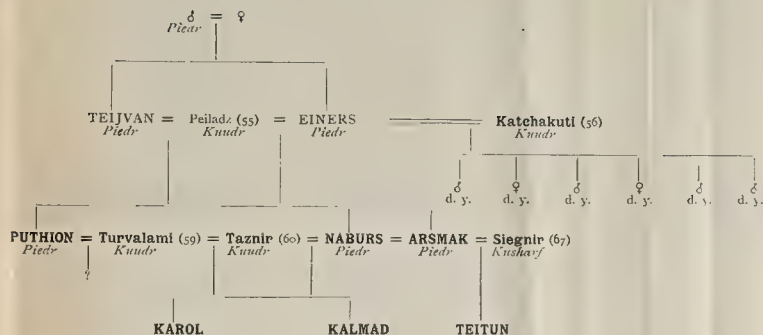 ♂ = ♀
Piedr
TEIJVAN = Peilada (55) = EINERS Katchakuti (56)
Piedr Kuudr Piedr Kuudr
♂ ♀ ♂ ♀ ♂ ♂
d. y. d. y. d. y. d. y. d. y. d. y.
PUTHION = Turvalami (59) = Taznir (60) = NABURS = ARSMAK = Siegnir (67)
Piedr Kuudr Kuudr Piedr Piedr Kusharf
?
KAROL KALMAD TEITUN